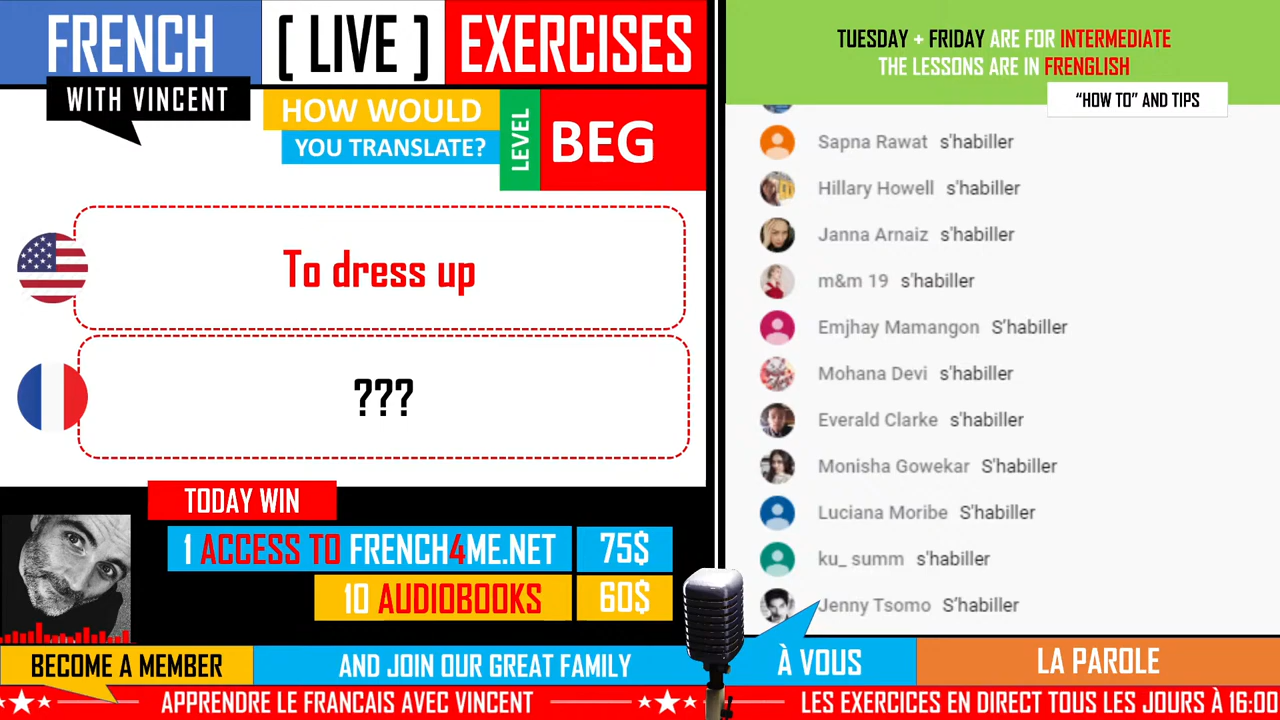 FRENCH
[ LIVE ]
EXERCISES
WITH VINCENT
HOW WOULD
YOU TRANSLATE?
LEVEL
BEG
To dress up
???
TODAY WIN
1 ACCESS TO FRENCH4ME.NET 75$
10 AUDIOBOOKS 60$
BECOME A MEMBER
AND JOIN OUR GREAT FAMILY
TUESDAY + FRIDAY ARE FOR INTERMEDIATE
THE LESSONS ARE IN FRENGLISH
“HOW TO” AND TIPS
Sapna Rawat s'habiller
Hillary Howell s'habiller
Janna Arnaiz s'habiller
m&m 19 s'habiller
Emjhay Mamangon S'habiller
Mohana Devi s'habiller
Everald Clarke s'habiller
Monisha Gowekar S'habiller
Luciana Moribe S'habiller
ku_ summ s'habiller
Jenny Tsomo S'habiller
À VOUS
LA PAROLE
APPRENDRE LE FRANCAIS AVEC VINCENT
LES EXERCICES EN DIRECT TOUS LES JOURS À 16:00